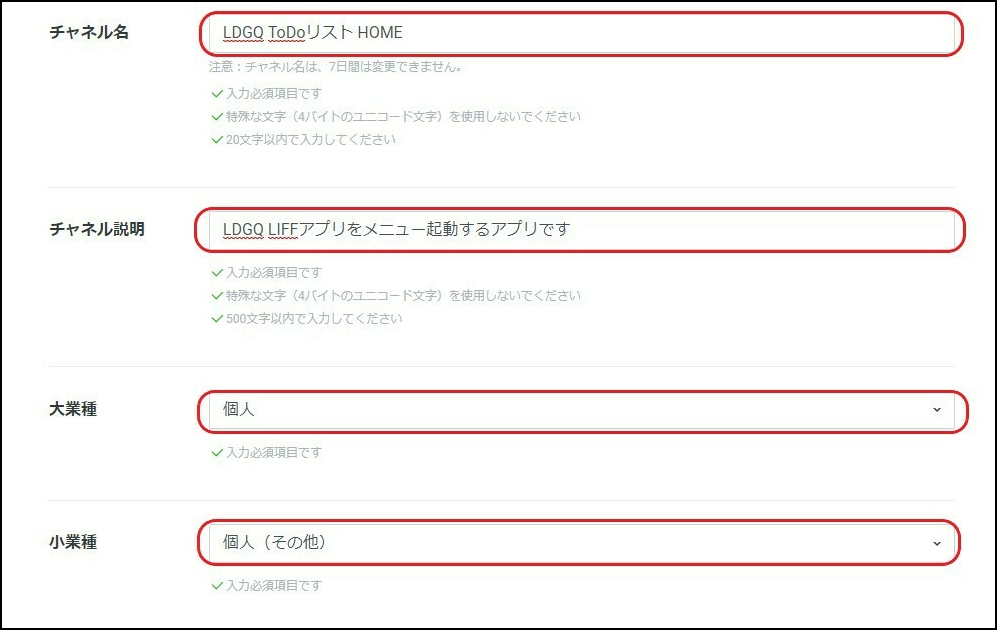 チャネル名
LDGQ ToDoリスト HOME
注意：チャネル名は、7日間は変更できません。
入力必須項目です
特殊な文字（4バイトのユニコード文字）を使用しないでください
20文字以内で入力してください
チャネル説明
LDGQ LIFFアプリをメニュー起動するアプリです
入力必須項目です
特殊な文字（4バイトのユニコード文字）を使用しないでください
500文字以内で入力してください
大業種
個人
入力必須項目です
小業種
個人（その他）
入力必須項目です